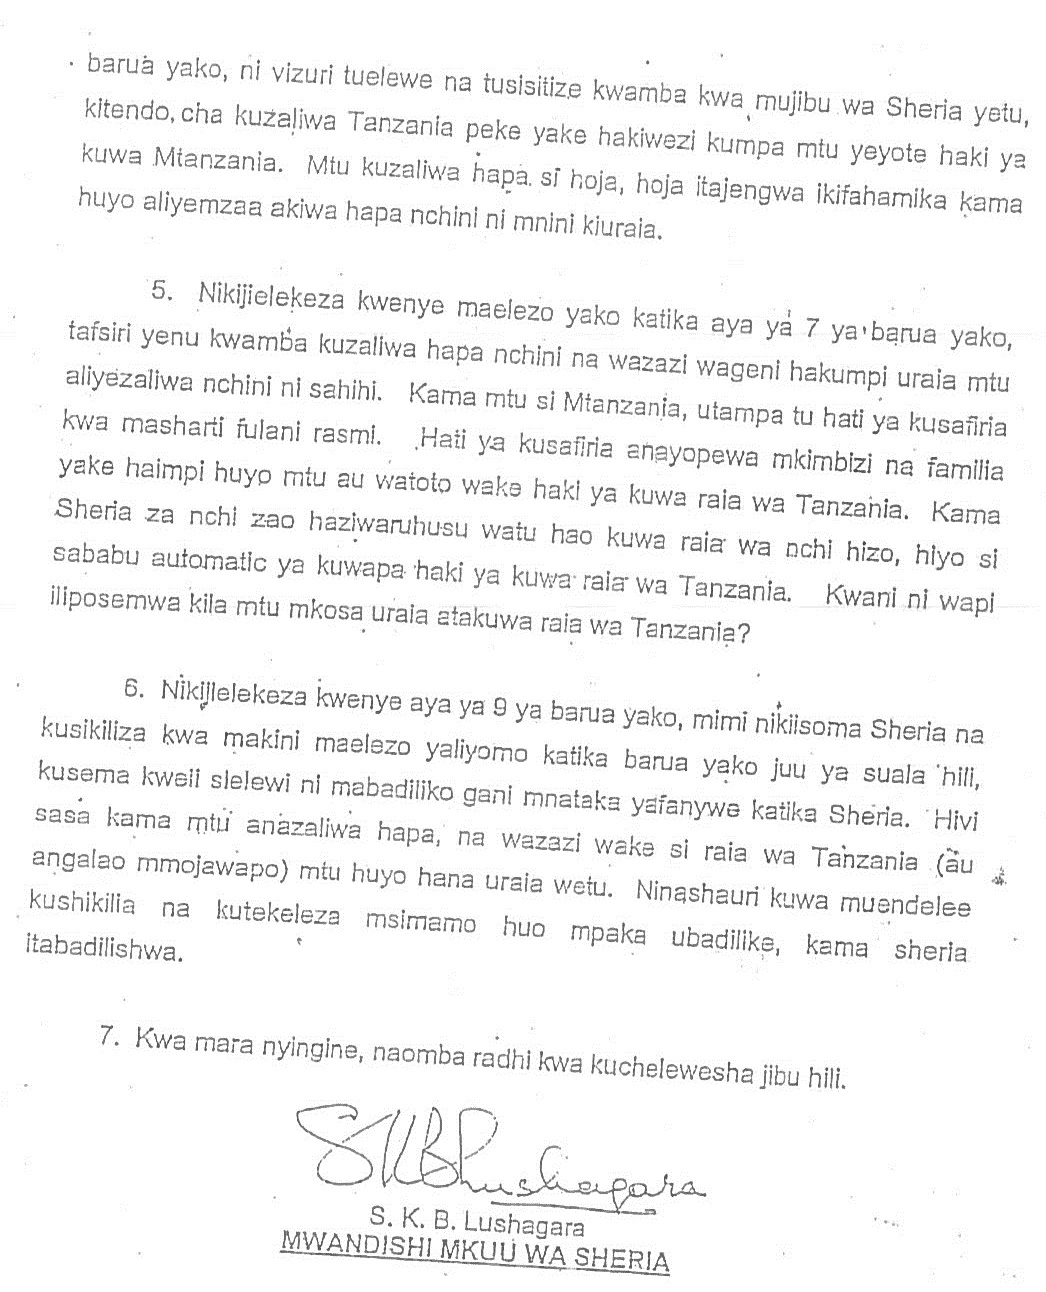 barua yako, ni vizuri tuelewe na tusisitize kwamba kwa mujibu wa Sheria yetu,
kitendo, cha kuzaliwa Tanzania peke yake hakiwezi kumpa mtu yeyote haki ya
kuwa Mtanzania. Mtu kuzaliwa hapa si hoja, hoja itajengwa ikifahamika kama
huyo aliyemzaa akiwa hapa nchini ni mnini kiuraia.
5. Nikijielekeza kwenye maelezo yako katika aya ya 7 ya barua yako,
tafsiri yenu kwamba kuzaliwa hapa nchini na wazazi wageni hakumpi uraia mtu
aliyezaliwa nchini ni sahihi. Kama mtu si Mtanzania, utampa tu hati ya kusafiria
kwa masharti fulani rasmi. Hati ya kusafiria anayopewa mkimbizi na familia
yake haimpi huyo mtu au watoto wake haki ya kuwa raia wa Tanzania. Kama
Sheria za nchi zao haziwaruhusu watu hao kuwa raia wa nchi hizo, hiyo si
sababu automatic ya kuwapa haki ya kuwa raia wa Tanzania. Kwani ni wapi
iliposemwa kila mtu mkosa uraia atakuwa raia wa Tanzania?
6. Nikijielekeza kwenye aya ya 9 ya barua yako, mimi nikiisoma Sheria na
kusikiliza kwa makini maelezo yaliyomo katika barua yako juu ya suala hili,
kusema kweli sielewi ni mabadiliko gani mnataka yafanywe katika Sheria. Hivi
sasa kama mtu anazaliwa hapa, na wazazi wake si raia wa Tanzania (au
angalao mmojawapo) mtu huyo hana uraia wetu. Ninashauri kuwa muendelee
kushikilia na kutekeleza msimamo huo mpaka ubadilike, kama sheria
itabadilishwa.
7. Kwa mara nyingine, naomba radhi kwa kuchelewesha jibu hili.
SKBLushagara
S. K. B. Lushagara
MWANDISHI MKUU WA SHERIA